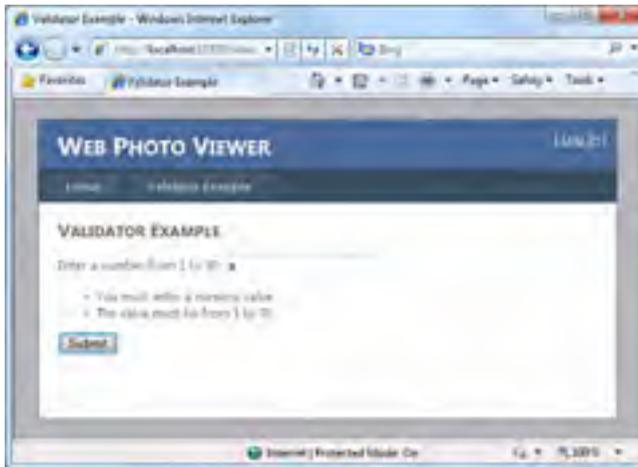 Validator Example - Windows Internet Explorer
Bing
Favorites Validator Example Page Safety Tools
WEB PHOTO VIEWER
Home Validator Example
VALIDATOR EXAMPLE
Enter a number from 1 to 10: x
You must enter a numeric value
The value must be from 1 to 10
Submit
Internet | Protected Mode: On 100%